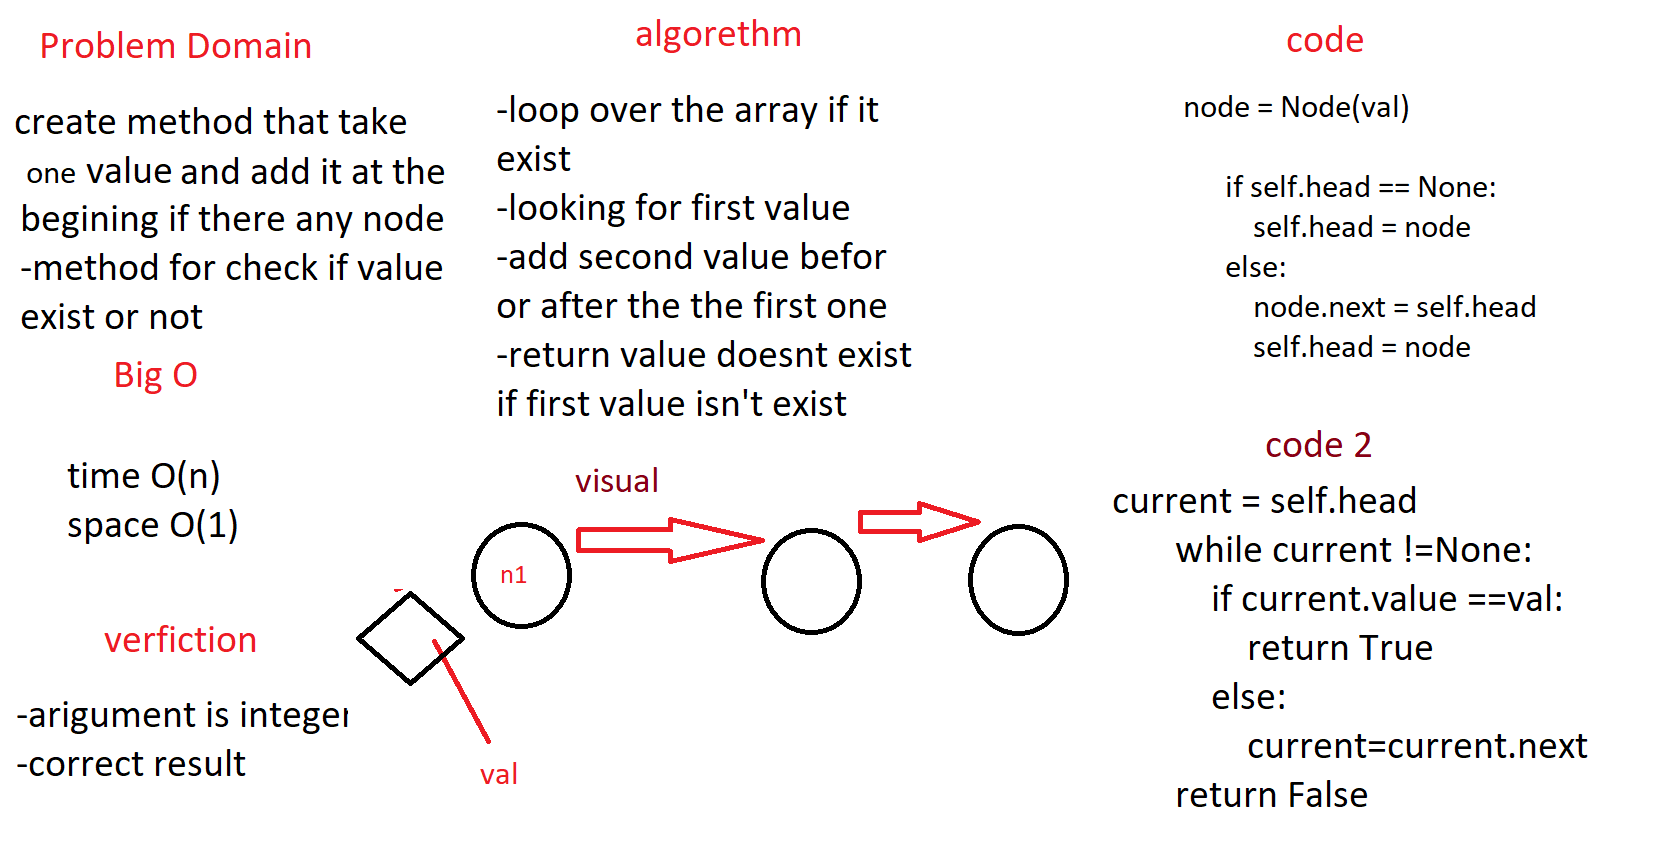 Problem Domain
create method that take
one value and add it at the
begining if there any node
-method for check if value
exist or not
Big O
time O(n)
space O(1)
verfiction
-arigument is integer
-correct result
algorethm
-loop over the array if it
exist
-looking for first value
-add second value befor
or after the the first one
-return value doesnt exist
if first value isn't exist
visual
n1
val
code
node = Node(val)
if self.head == None:
self.head = node
else:
node.next = self.head
self.head = node
code 2
current = self.head
while current !=None:
if current.value ==val:
return True
else:
current=current.next
return False